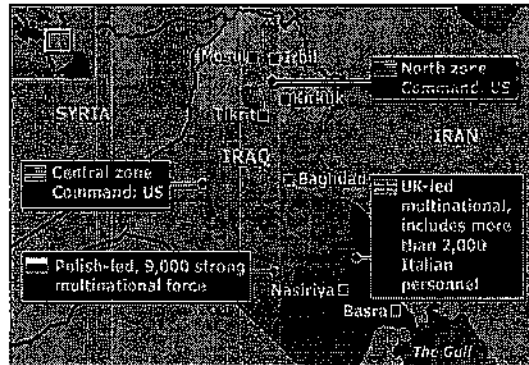 Mosul
Irbil
North zone
Command: US
Kirkuk
SYRIA
Tikrit
IRAN
IRAQ
Central zone
Command: US
Baghdad
UK-led
multinational,
includes more
than 2,000
Italian
personnel
Polish-led, 9,000 strong
multinational force
Nasiriya
Basra
The Gulf